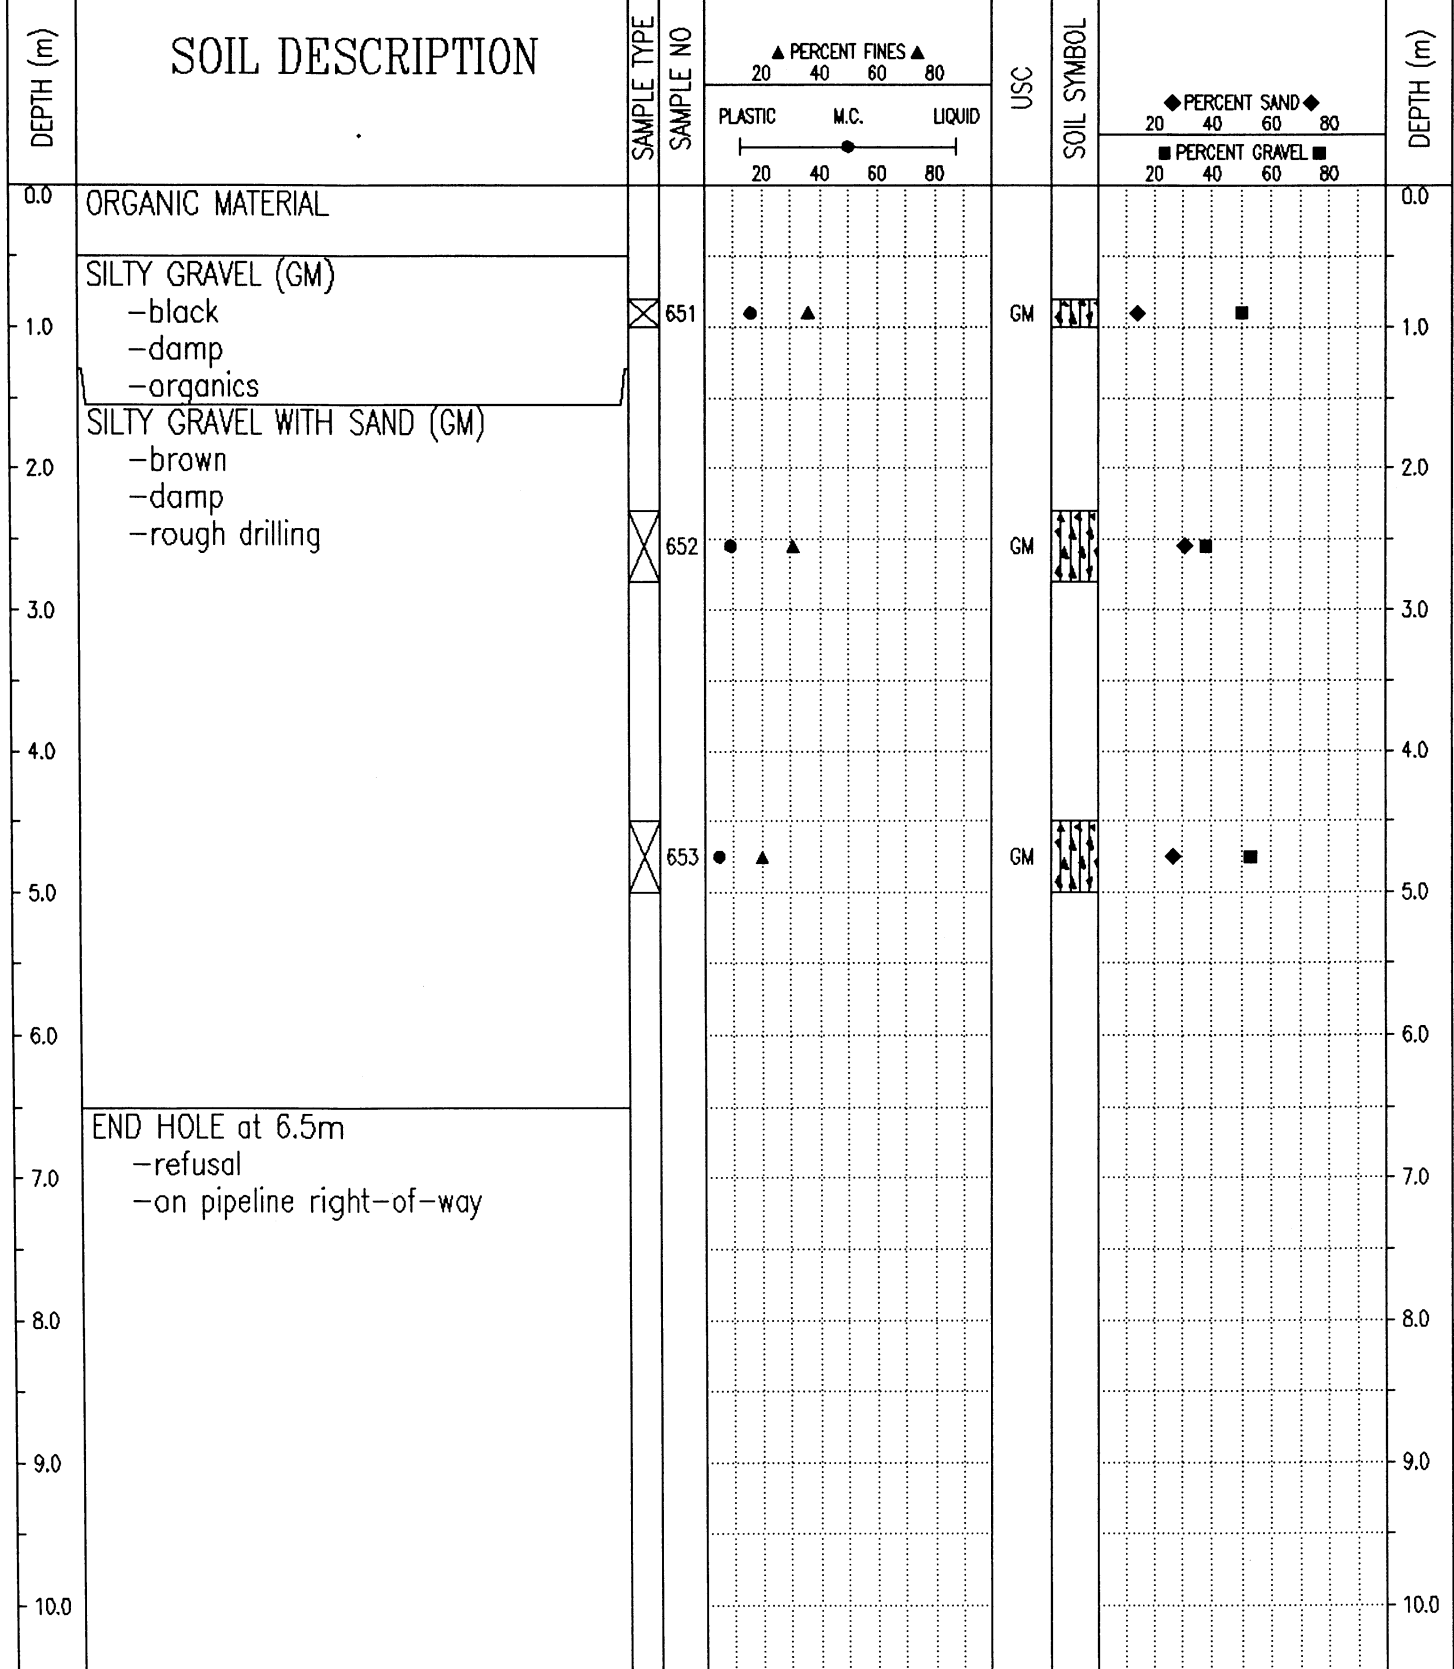 DEPTH (m)
SOIL DESCRIPTION
SAMPLE TYPE
SAMPLE NO
▲ PERCENT FINES ▲
20 40 60 80
PLASTIC M.C. LIQUID
20 40 60 80
USC
SOIL SYMBOL
◆ PERCENT SAND ◆
20 40 60 80
■ PERCENT GRAVEL ■
20 40 60 80
DEPTH (m)
0.0 ORGANIC MATERIAL 0.0
SILTY GRAVEL (GM)
-black 651 GM
1.0 1.0
-damp
-organics
SILTY GRAVEL WITH SAND (GM)
-brown
2.0 2.0
-damp
-rough drilling
652 GM
3.0 3.0
4.0 4.0
653 GM
5.0 5.0
6.0 6.0
END HOLE at 6.5m
-refusal
7.0 7.0
-on pipeline right-of-way
8.0 8.0
9.0 9.0
10.0 10.0